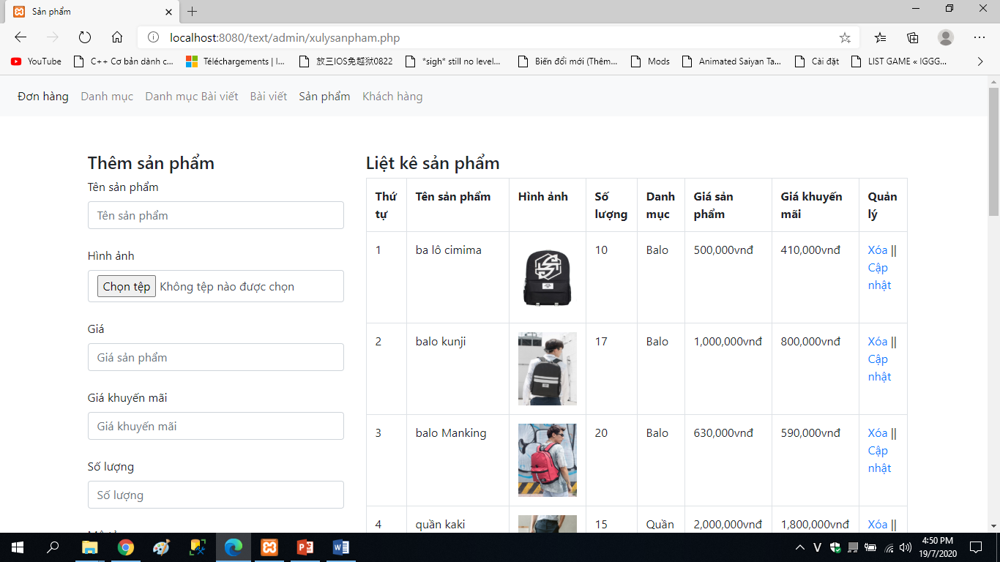 Sản phẩm
localhost:8080/text/admin/xulysanpham.php
YouTube
C++ Cơ bản dành c...
Téléchargements | I...
放三IOS免越狱0822
*sigh* still no level...
Biến đổi mới (Thêm...
Mods
Animated Saiyan Ta...
Cài đặt
LIST GAME « IGGG...
Đơn hàng Danh mục Danh mục Bài viết Bài viết Sản phẩm Khách hàng
Thêm sản phẩm
Tên sản phẩm
Tên sản phẩm
Hình ảnh
Chọn tệp Không tệp nào được chọn
Giá
Giá sản phẩm
Giá khuyến mãi
Giá khuyến mãi
Số lượng
Số lượng
Liệt kê sản phẩm
Thứ tự Tên sản phẩm Hình ảnh Số lượng Danh mục Giá sản phẩm Giá khuyến mãi Quản lý
1 ba lô cimima 10 Balo 500,000vnđ 410,000vnđ Xóa || Cập nhật
2 balo kunji 17 Balo 1,000,000vnđ 800,000vnđ Xóa || Cập nhật
3 balo Manking 20 Balo 630,000vnđ 590,000vnđ Xóa || Cập nhật
4 quần kaki 15 Quần 2,000,000vnđ 1,800,000vnđ Xóa ||
4:50 PM
19/7/2020